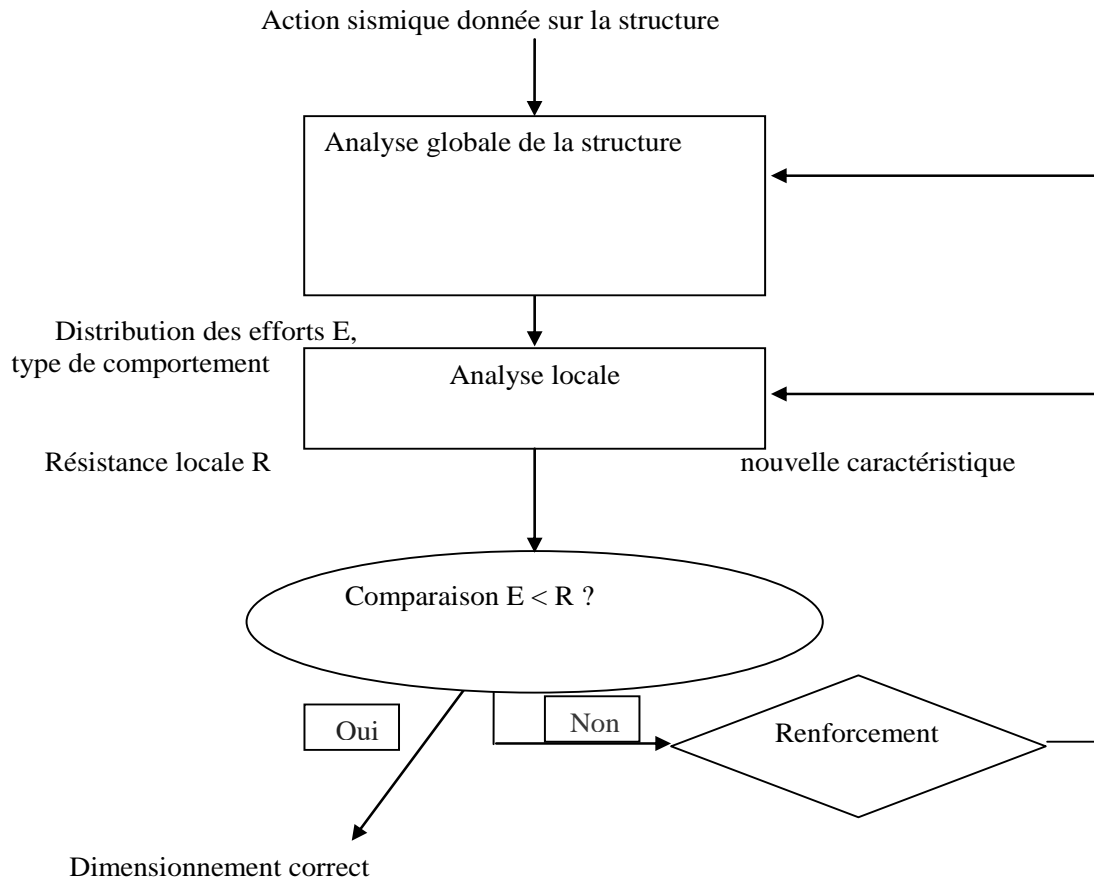 Action sismique donnée sur la structure
Analyse globale de la structure
Distribution des efforts E,
type de comportement
Analyse locale
Résistance locale R
nouvelle caractéristique
Comparaison E < R ?
Oui
Non
Renforcement
Dimensionnement correct